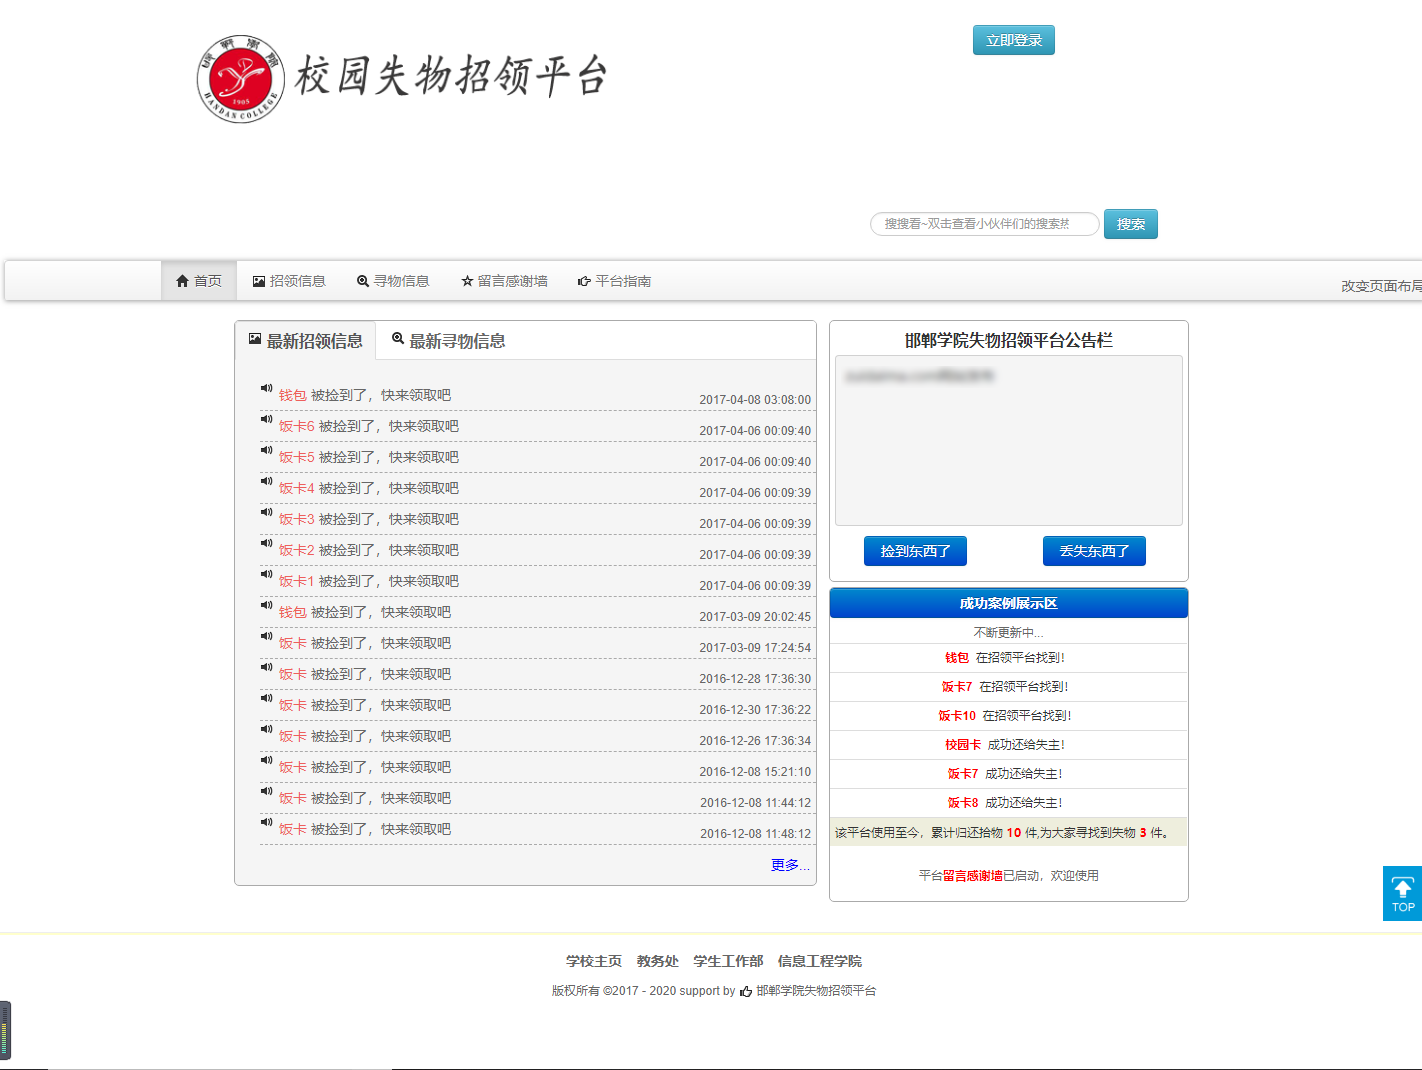 立即登录
邯郸学院
校园失物招领平台
1905
HANDAN COLLEGE
搜搜看~双击查看小伙伴们的搜索热
搜索
首页 招领信息 寻物信息 留言感谢墙 平台指南
改变页面布局
最新招领信息 最新寻物信息
钱包 被捡到了，快来领取吧 2017-04-08 03:08:00
饭卡6 被捡到了，快来领取吧 2017-04-06 00:09:40
饭卡5 被捡到了，快来领取吧 2017-04-06 00:09:40
饭卡4 被捡到了，快来领取吧 2017-04-06 00:09:39
饭卡3 被捡到了，快来领取吧 2017-04-06 00:09:39
饭卡2 被捡到了，快来领取吧 2017-04-06 00:09:39
饭卡1 被捡到了，快来领取吧 2017-04-06 00:09:39
钱包 被捡到了，快来领取吧 2017-03-09 20:02:45
饭卡 被捡到了，快来领取吧 2017-03-09 17:24:54
饭卡 被捡到了，快来领取吧 2016-12-28 17:36:30
饭卡 被捡到了，快来领取吧 2016-12-30 17:36:22
饭卡 被捡到了，快来领取吧 2016-12-26 17:36:34
饭卡 被捡到了，快来领取吧 2016-12-08 15:21:10
饭卡 被捡到了，快来领取吧 2016-12-08 11:44:12
饭卡 被捡到了，快来领取吧 2016-12-08 11:48:12
更多...
邯郸学院失物招领平台公告栏
捡到东西了 丢失东西了
成功案例展示区
不断更新中...
钱包 在招领平台找到！
饭卡7 在招领平台找到！
饭卡10 在招领平台找到！
校园卡 成功还给失主！
饭卡7 成功还给失主！
饭卡8 成功还给失主！
该平台使用至今，累计归还拾物 10 件,为大家寻找到失物 3 件。
平台留言感谢墙已启动，欢迎使用
TOP
学校主页 教务处 学生工作部 信息工程学院
版权所有 ©2017 - 2020 support by 邯郸学院失物招领平台